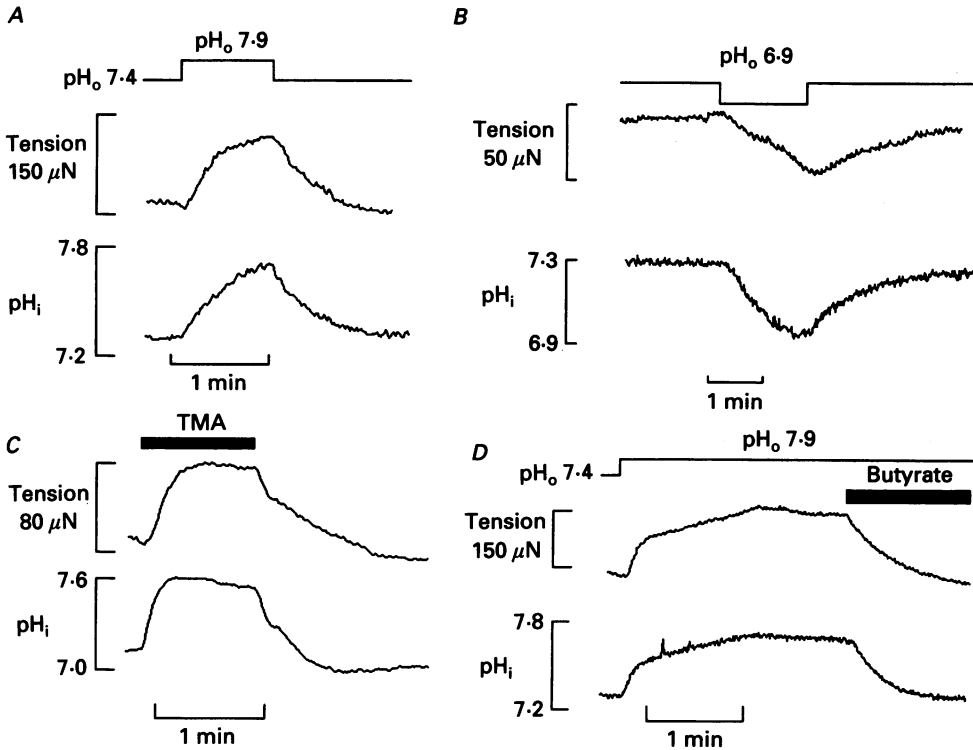 A
pHo 7·9
pHo 7·4
Tension
150 μN
7·8
pHi
7·2
1 min
B
pHo 6·9
Tension
50 μN
7·3
pHi
6·9
1 min
C
TMA
Tension
80 μN
7·6
pHi
7·0
1 min
D
pHo 7·9
pHo 7·4
Butyrate
Tension
150 μN
7·8
pHi
7·2
1 min